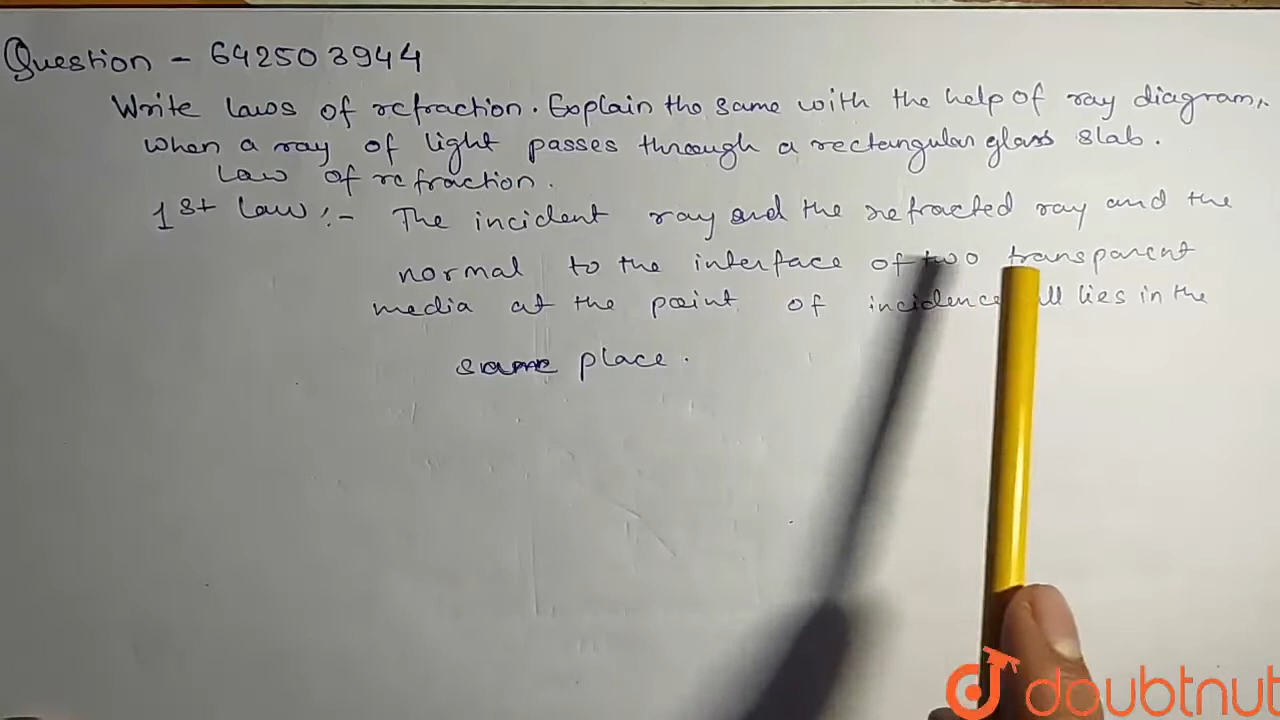 Question - 642503944
Write laws of refraction. Explain the same with the help of ray diagram,
when a ray of light passes through a rectangular glass slab.
Law of refraction.
1st law :- The incident ray and the refracted ray and the
normal to the interface of two transparent
media at the point of incidence all lies in the
same place.
doubtnut